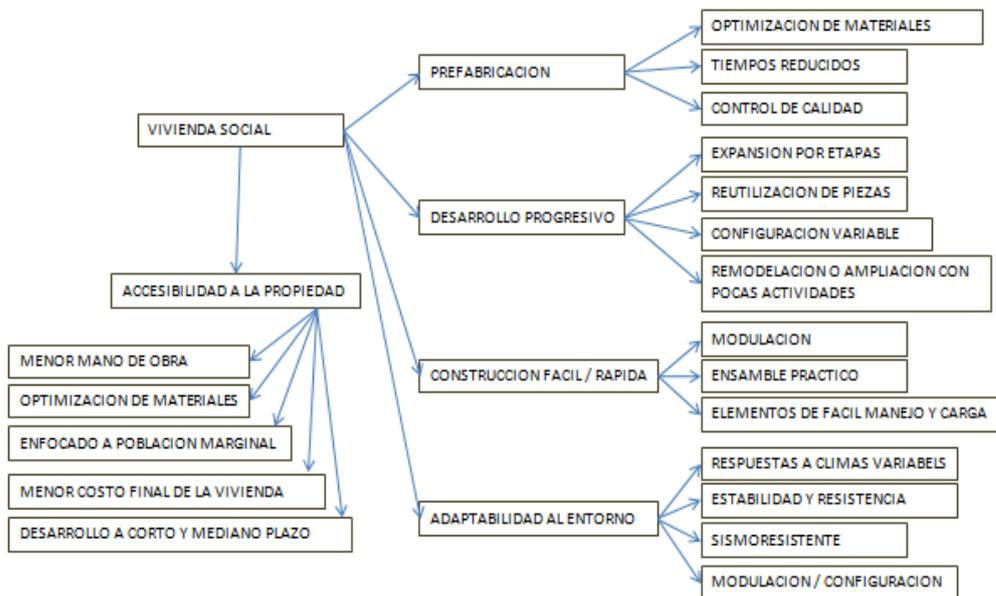 VIVIENDA SOCIAL
ACCESIBILIDAD A LA PROPIEDAD
MENOR MANO DE OBRA
OPTIMIZACION DE MATERIALES
ENFOCADO A POBLACION MARGINAL
MENOR COSTO FINAL DE LA VIVIENDA
DESARROLLO A CORTO Y MEDIANO PLAZO
PREFABRICACION
OPTIMIZACION DE MATERIALES
TIEMPOS REDUCIDOS
CONTROL DE CALIDAD
DESARROLLO PROGRESIVO
EXPANSION POR ETAPAS
REUTILIZACION DE PIEZAS
CONFIGURACION VARIABLE
REMODELACION O AMPLIACION CON
POCAS ACTIVIDADES
CONSTRUCCION FACIL / RAPIDA
MODULACION
ENSAMBLE PRACTICO
ELEMENTOS DE FACIL MANEJO Y CARGA
ADAPTABILIDAD AL ENTORNO
RESPUESTAS A CLIMAS VARIABELS
ESTABILIDAD Y RESISTENCIA
SISMORESISTENTE
MODULACION / CONFIGURACION